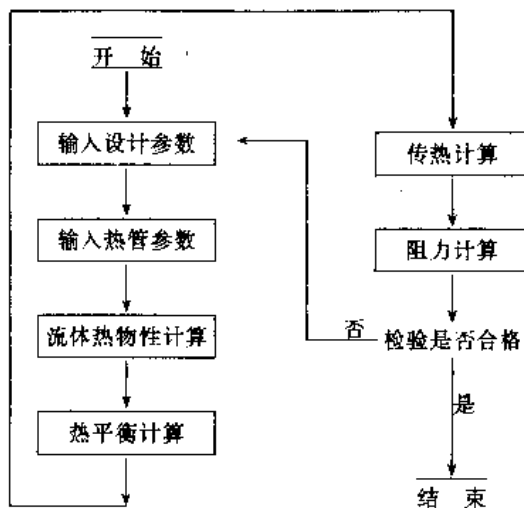 开 始
输入设计参数
输入热管参数
流体热物性计算
热平衡计算
传热计算
阻力计算
检验是否合格
否
是
结 束